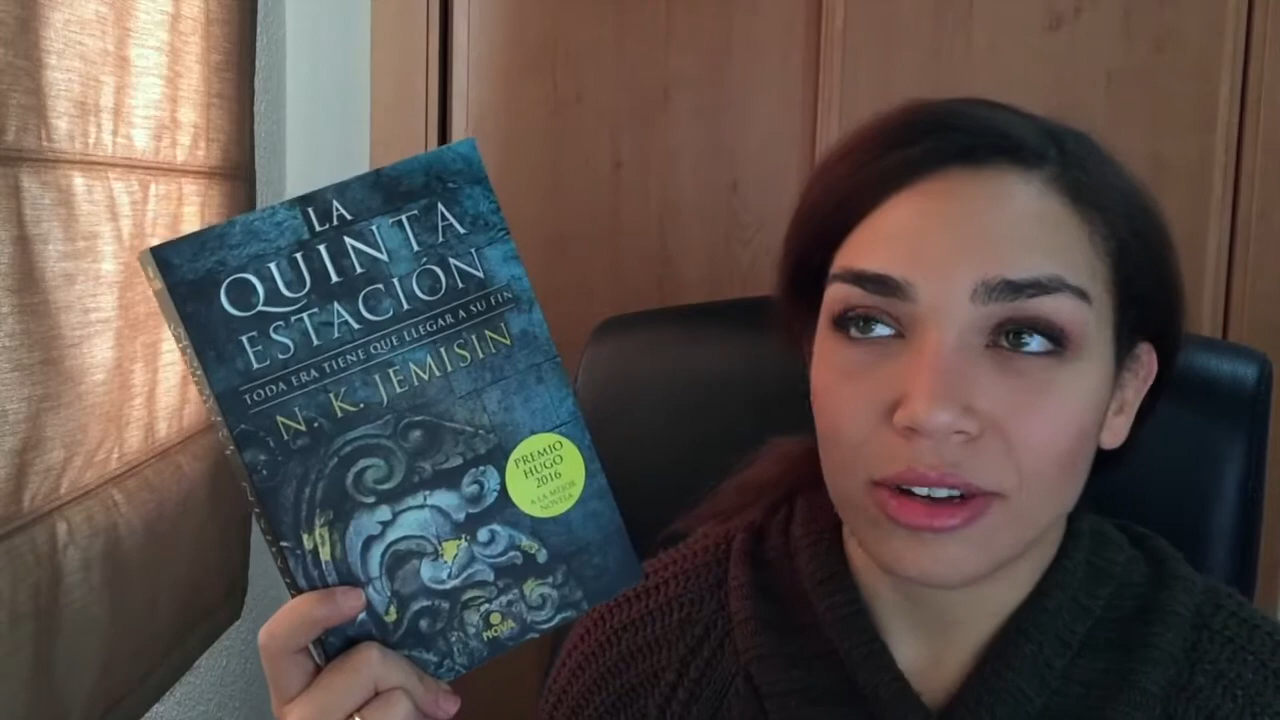 LA
QUINTA
ESTACIÓN
TODA ERA TIENE QUE LLEGAR A SU FIN
N. K. JEMISIN
PREMIO
HUGO
2016
A LA MEJOR
NOVELA
NOVA